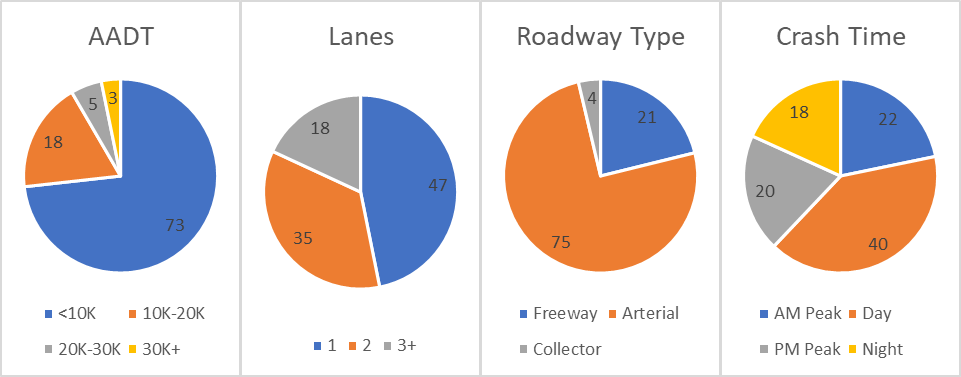 AADT
5
3
18
73
<10K
10K-20K
20K-30K
30K+
Lanes
18
47
35
1
2
3+
Roadway Type
4
21
75
Freeway
Arterial
Collector
Crash Time
18
22
20
40
AM Peak
Day
PM Peak
Night